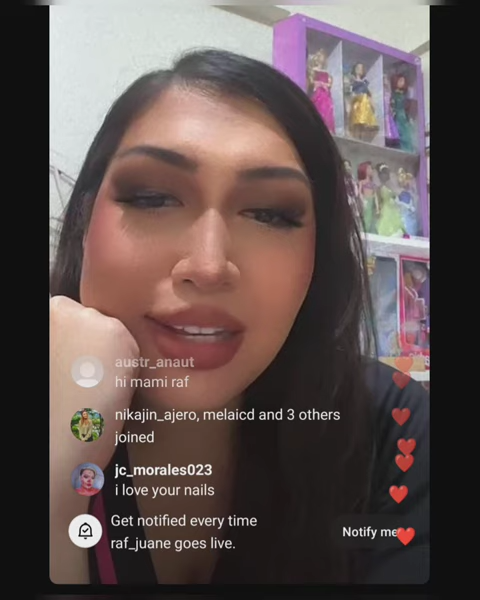 austr_anaut
hi mami raf
nikajin_ajero, melaicd and 3 others
joined
jc_morales023
i love your nails
Get notified every time
raf_juane goes live.
Notify me